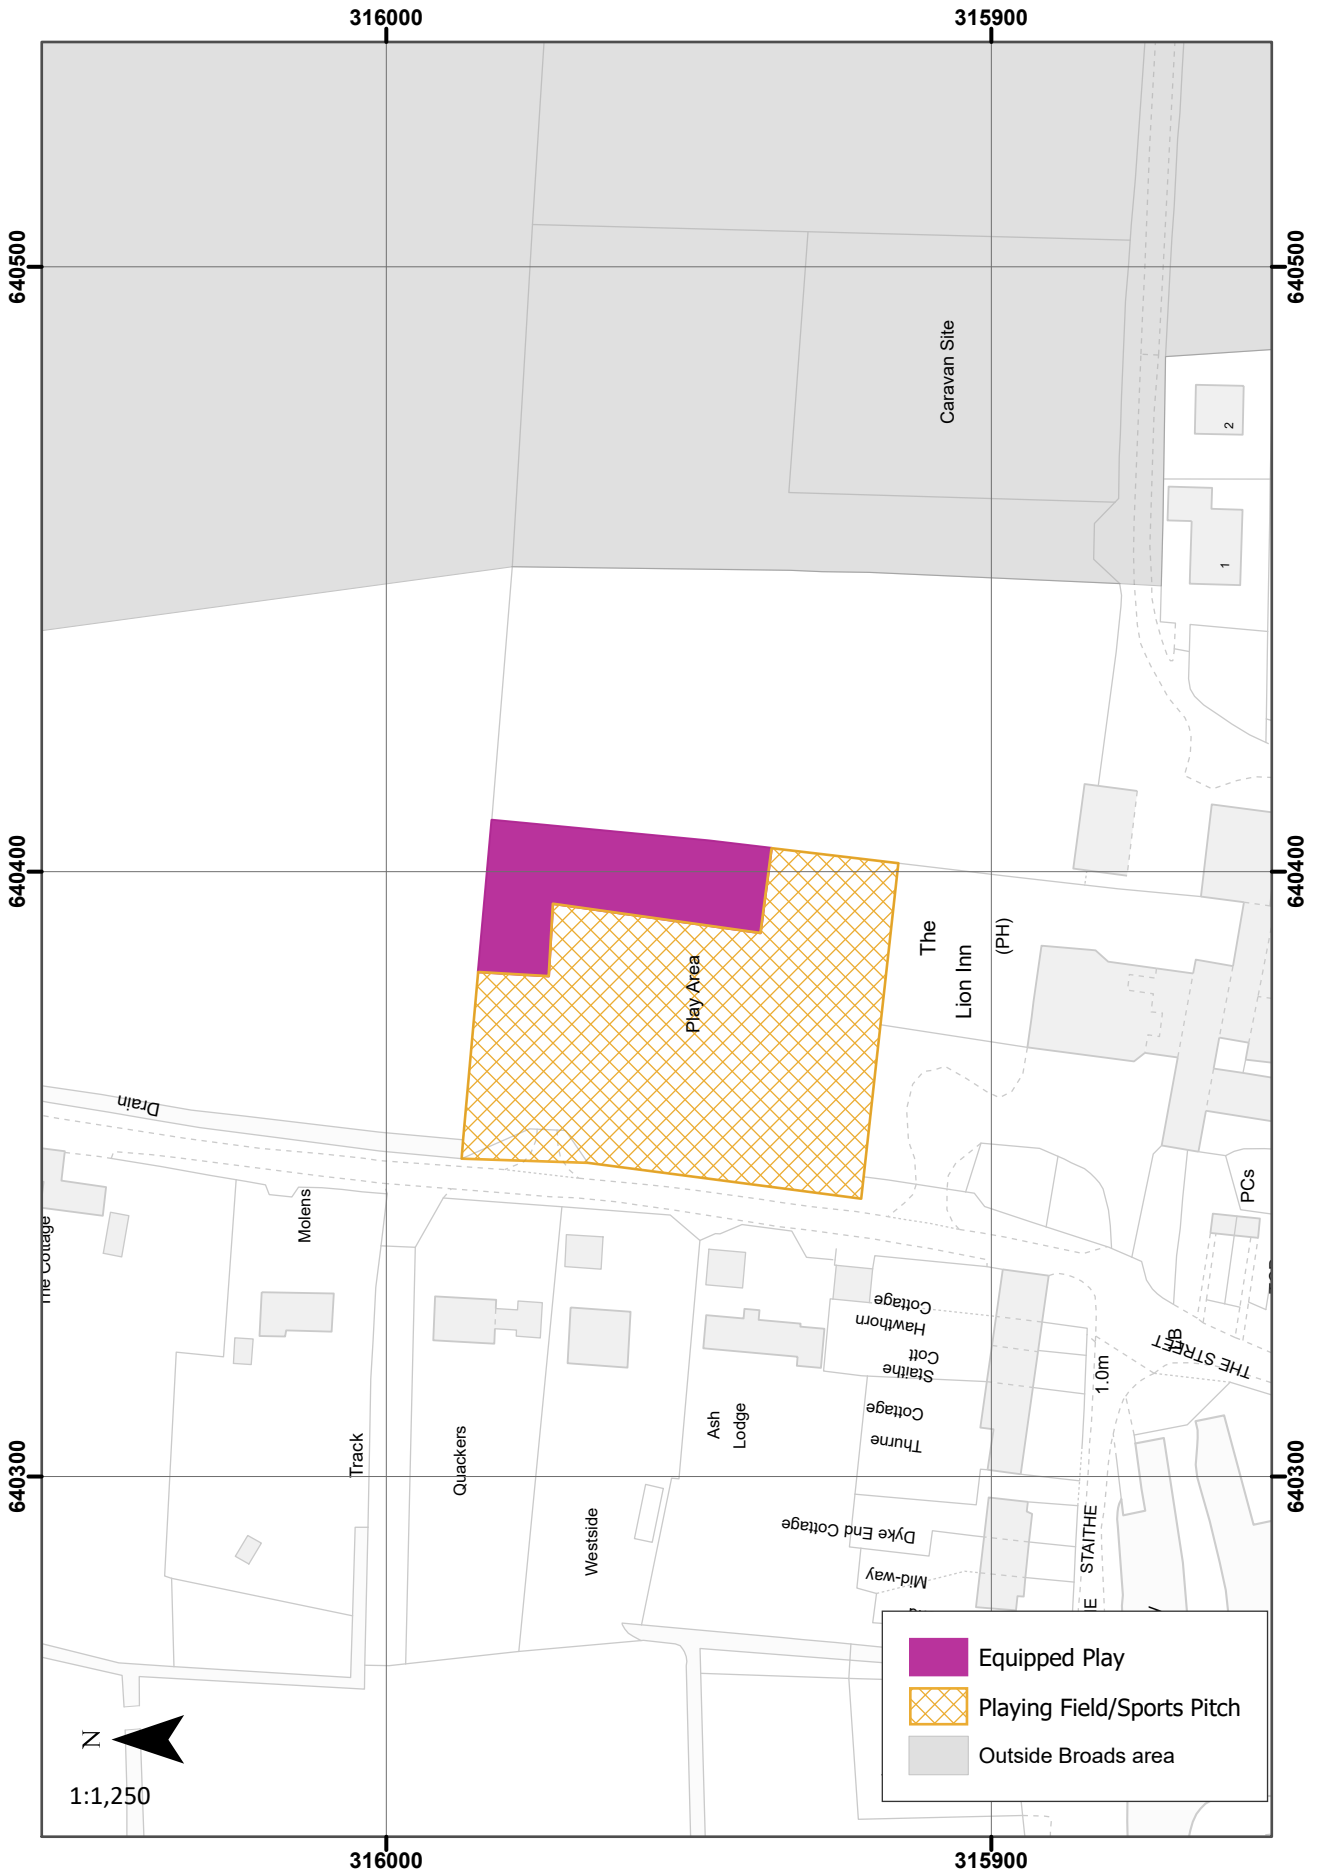 316000
315900
640500
640500
Caravan Site
2
1
640400
640400
The
Lion Inn
(PH)
Play Area
Drain
Molens
The Cottage
PCs
Hawthorn
Cottage
Staithe
Cott
THE STREET
1.0m
Thurne
Cottage
Ash
Lodge
Track
Quackers
640300
640300
Westside
Dyke End Cottage
STAITHE
Mid-way
Equipped Play
Playing Field/Sports Pitch
Outside Broads area
N
1:1,250
316000
315900